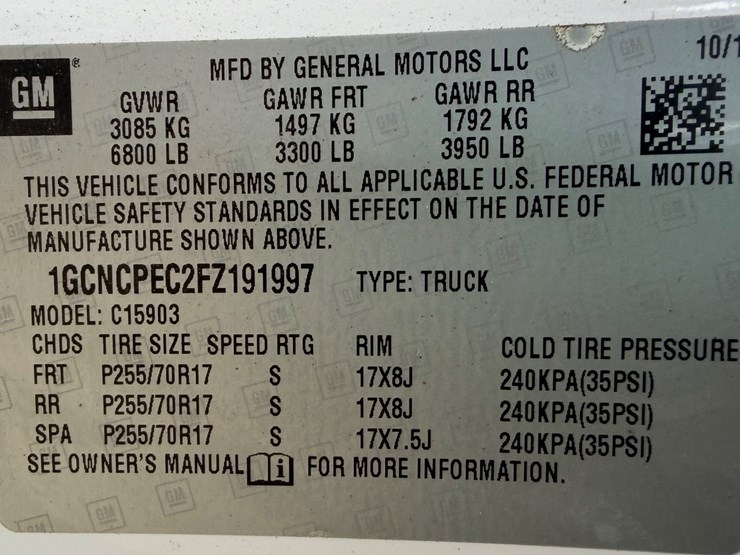 GM ® MFD BY GENERAL MOTORS LLC 10/1
GVWR GAWR FRT GAWR RR
3085 KG 1497 KG 1792 KG
6800 LB 3300 LB 3950 LB
THIS VEHICLE CONFORMS TO ALL APPLICABLE U.S. FEDERAL MOTOR
VEHICLE SAFETY STANDARDS IN EFFECT ON THE DATE OF
MANUFACTURE SHOWN ABOVE.
1GCNCPEC2FZ191997 TYPE: TRUCK
MODEL: C15903
CHDS TIRE SIZE SPEED RTG RIM COLD TIRE PRESSURE
FRT P255/70R17 S 17X8J 240KPA(35PSI)
RR P255/70R17 S 17X8J 240KPA(35PSI)
SPA P255/70R17 S 17X7.5J 240KPA(35PSI)
SEE OWNER'S MANUAL i FOR MORE INFORMATION.